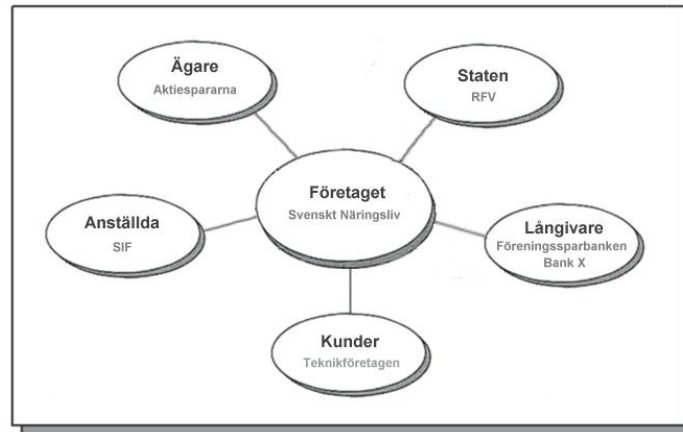 Ägare
Aktiespararna
Staten
RFV
Företaget
Svenskt Näringsliv
Anställda
SIF
Långivare
Föreningssparbanken
Bank X
Kunder
Teknikföretagen